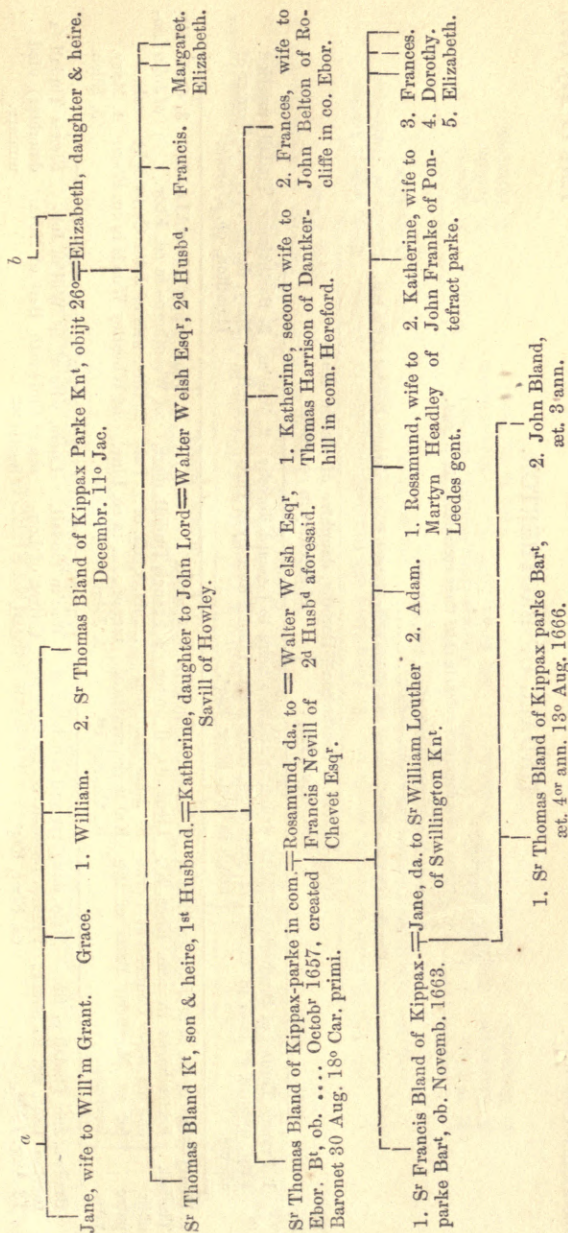 a
b
Jane, wife to Will'm Grant.
Grace.
1. William.
2. Sr Thomas Bland of Kippax Parke Knt, obijt 26o=Elizabeth, daughter & heire.
Decembr. 11o Jac.
Sr Thomas Bland Kt, son & heire, 1st Husband.=Katherine, daughter to John Lord=Walter Welsh Esqr, 2d Husbd.
Savill of Howley.
Francis.
Margaret.
Elizabeth.
Sr Thomas Bland of Kippax-parke in com.=Rosamund, da. to = Walter Welsh Esqr,
Ebor. Bt, ob. .... Octobr 1657, created Francis Nevill of 2d Husbd aforesaid.
Baronet 30 Aug. 18o Car. primi. Chevet Esqr.
1. Katherine, second wife to
Thomas Harrison of Dantker-
hill in com. Hereford.
2. Frances, wife to
John Belton of Ro-
cliffe in co. Ebor.
1. Sr Francis Bland of Kippax-=Jane, da. to Sr William Louther
parke Bart, ob. Novemb. 1663. of Swillington Knt.
2. Adam.
1. Rosamund, wife to
Martyn Headley of
Leedes gent.
2. Katherine, wife to
John Franke of Pon-
tefract parke.
3. Frances.
4. Dorothy.
5. Elizabeth.
1. Sr Thomas Bland of Kippax parke Bart,
æt. 4or ann. 13o Aug. 1666.
2. John Bland,
æt. 3 ann.